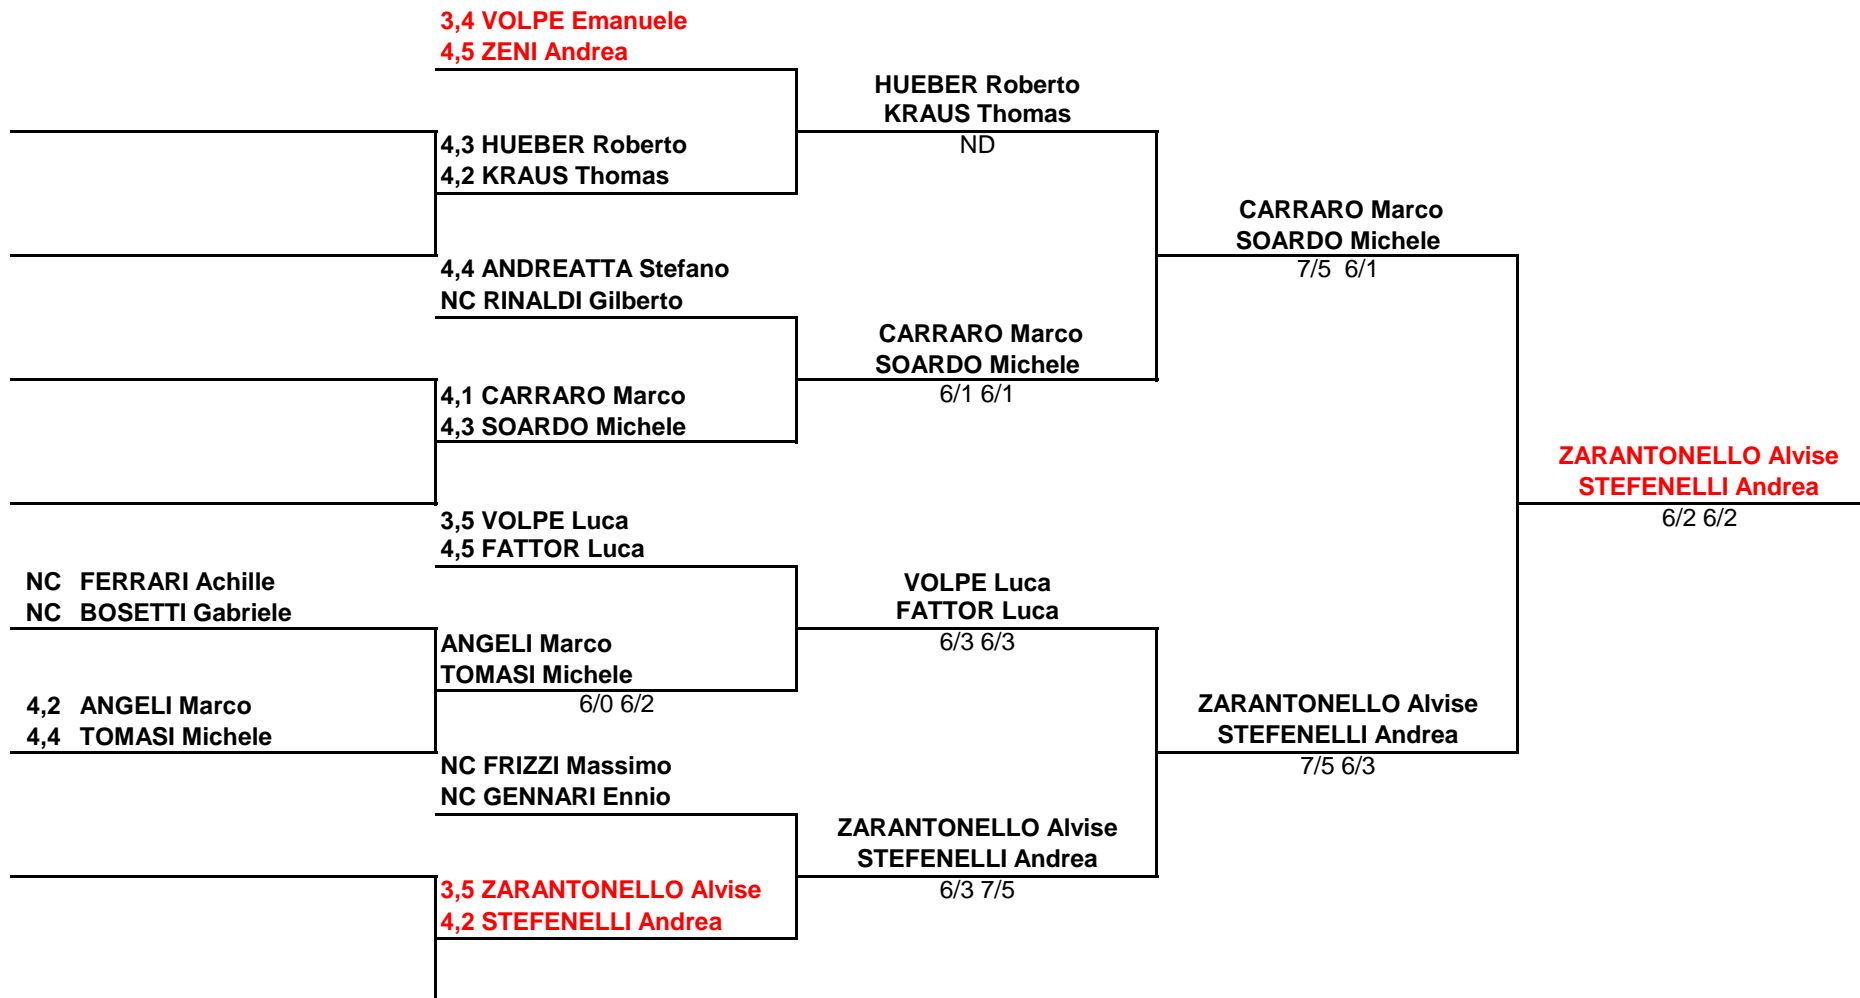 3,4 VOLPE Emanuele
4,5 ZENI Andrea
HUEBER Roberto
KRAUS Thomas
ND
4,3 HUEBER Roberto
4,2 KRAUS Thomas
CARRARO Marco
SOARDO Michele
7/5 6/1
4,4 ANDREATTA Stefano
NC RINALDI Gilberto
CARRARO Marco
SOARDO Michele
6/1 6/1
4,1 CARRARO Marco
4,3 SOARDO Michele
ZARANTONELLO Alvise
STEFENELLI Andrea
6/2 6/2
3,5 VOLPE Luca
4,5 FATTOR Luca
NC FERRARI Achille
NC BOSETTI Gabriele
VOLPE Luca
FATTOR Luca
6/3 6/3
ANGELI Marco
TOMASI Michele
6/0 6/2
4,2 ANGELI Marco
4,4 TOMASI Michele
ZARANTONELLO Alvise
STEFENELLI Andrea
7/5 6/3
NC FRIZZI Massimo
NC GENNARI Ennio
ZARANTONELLO Alvise
STEFENELLI Andrea
6/3 7/5
3,5 ZARANTONELLO Alvise
4,2 STEFENELLI Andrea